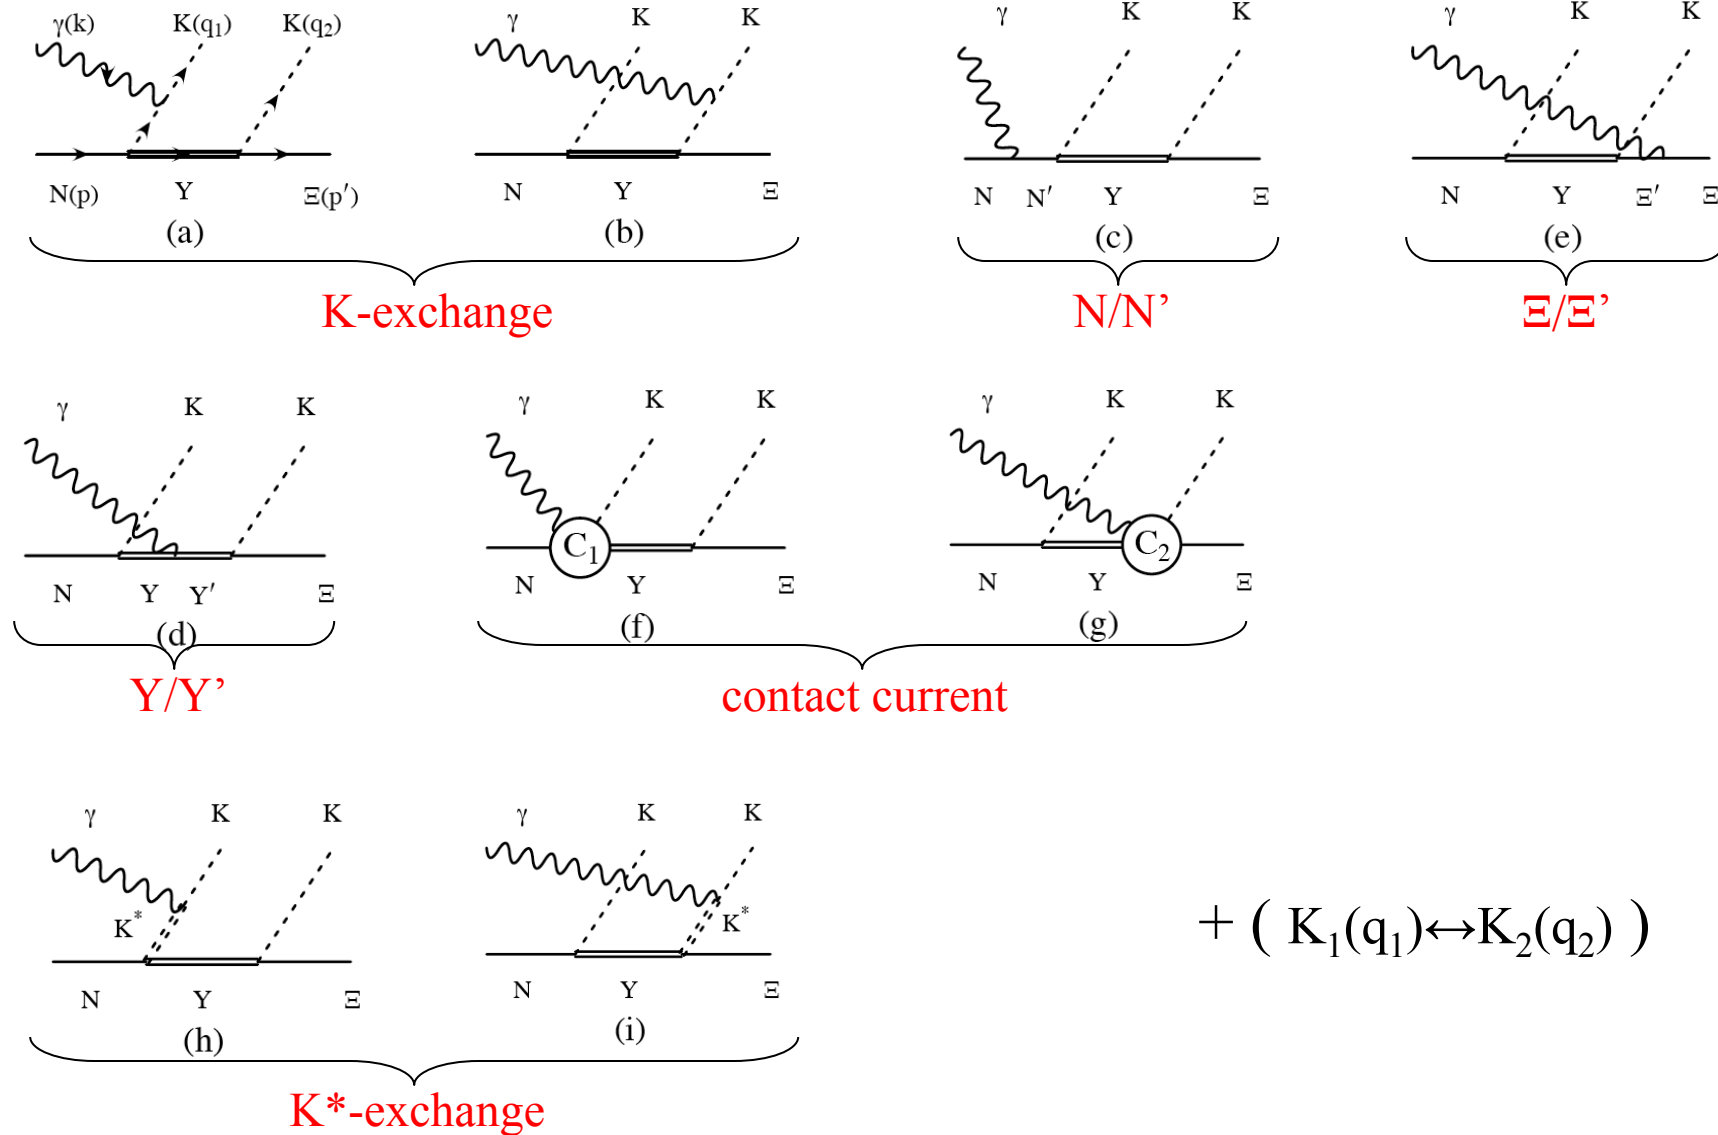 γ(k) K(q₁) K(q₂)
N(p) Y Ξ(p′)
(a)
γ K K
N Y Ξ
(b)
K-exchange
γ K K
N N′ Y Ξ
(c)
N/N’
γ K K
N Y Ξ′ Ξ
(e)
Ξ/Ξ’
γ K K
N Y Y′ Ξ
(d)
Y/Y’
γ K K
C₁
N Y Ξ
(f)
γ K K
C₂
N Y Ξ
(g)
contact current
γ K K
K*
N Y Ξ
(h)
γ K K
K*
N Y Ξ
(i)
K*-exchange
+ ( K₁(q₁)↔K₂(q₂) )